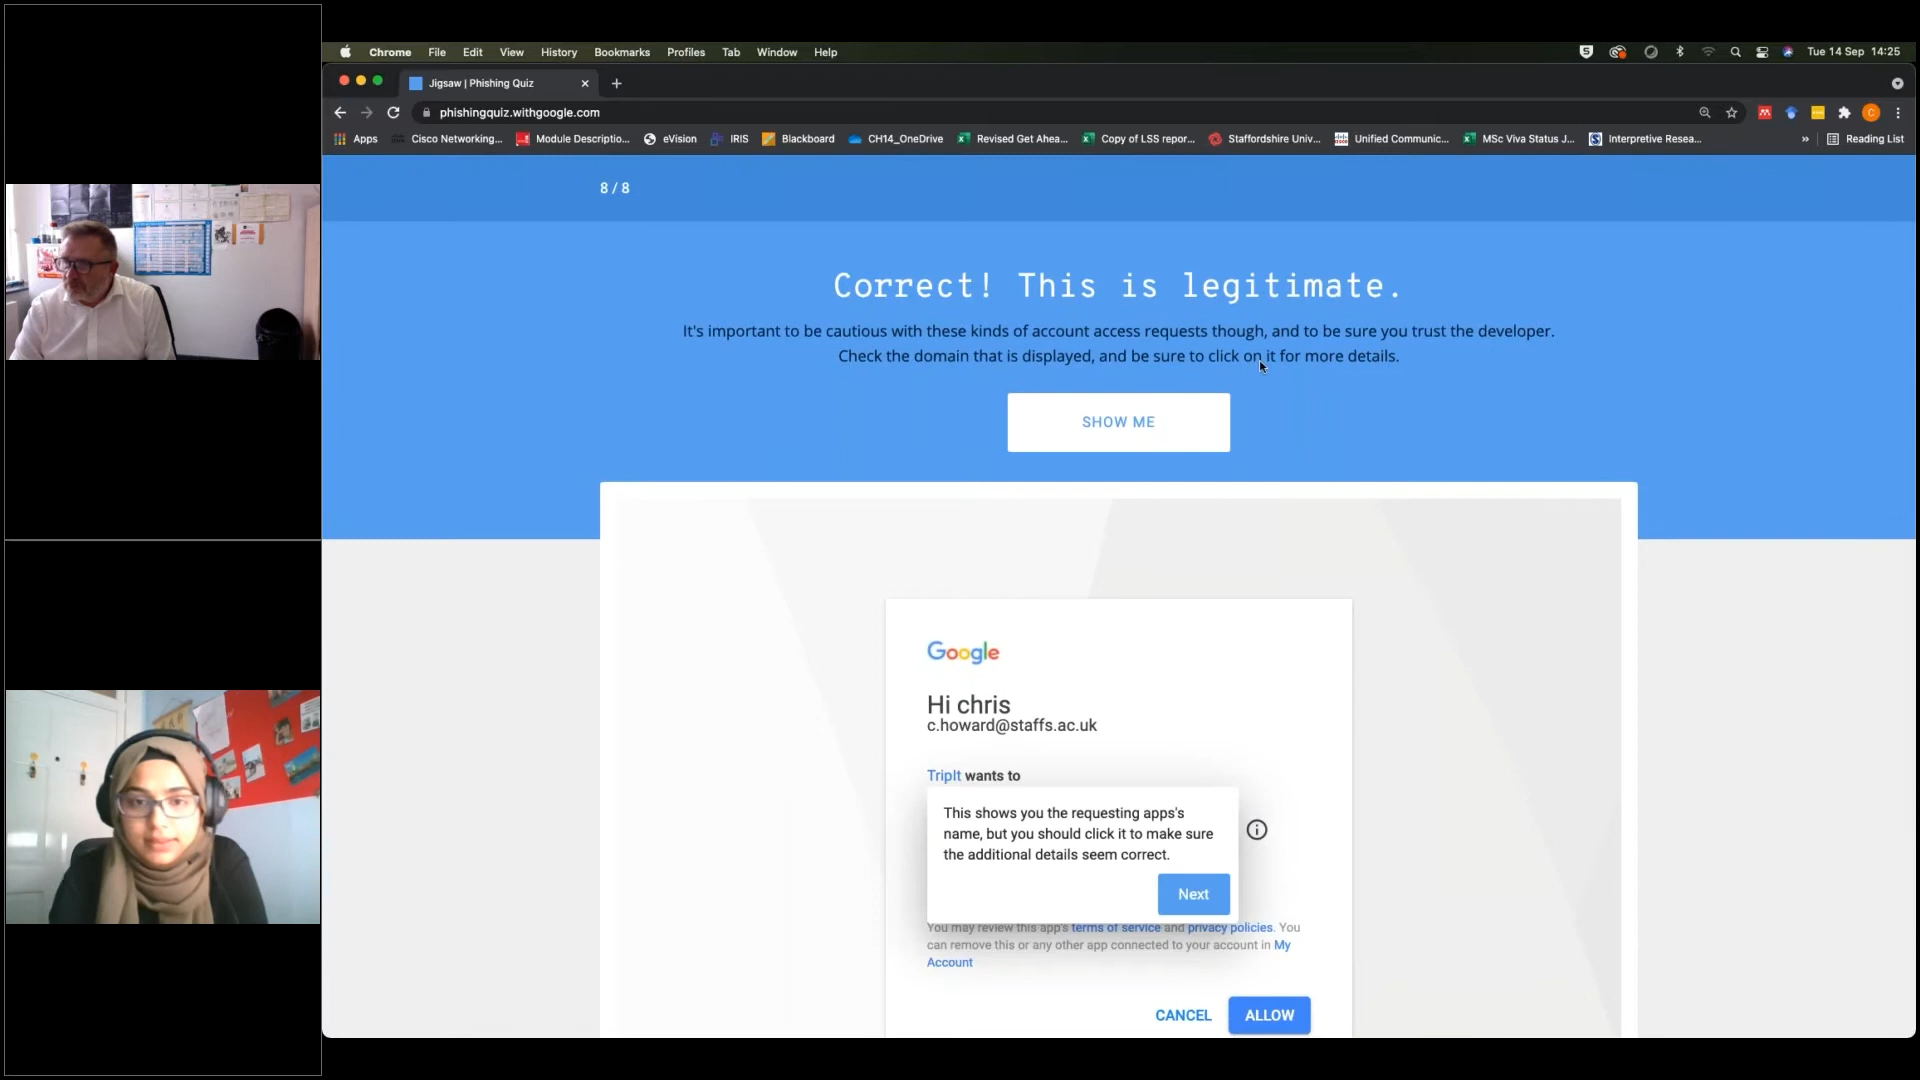 Chrome File Edit View History Bookmarks Profiles Tab Window Help Tue 14 Sep 14:25
Jigsaw | Phishing Quiz
phishingquiz.withgoogle.com
Apps Cisco Networking... Module Descriptio... eVision IRIS Blackboard CH14_OneDrive Revised Get Ahea... Copy of LSS repor... Staffordshire Univ... Unified Communic... MSc Viva Status J... Interpretive Resea... » Reading List
8 / 8
Correct! This is legitimate.
It's important to be cautious with these kinds of account access requests though, and to be sure you trust the developer.
Check the domain that is displayed, and be sure to click on it for more details.
SHOW ME
Google
Hi chris
c.howard@staffs.ac.uk
TripIt wants to
This shows you the requesting apps's
name, but you should click it to make sure
the additional details seem correct.
Next
You may review this app's terms of service and privacy policies. You
can remove this or any other app connected to your account in My
Account
CANCEL ALLOW